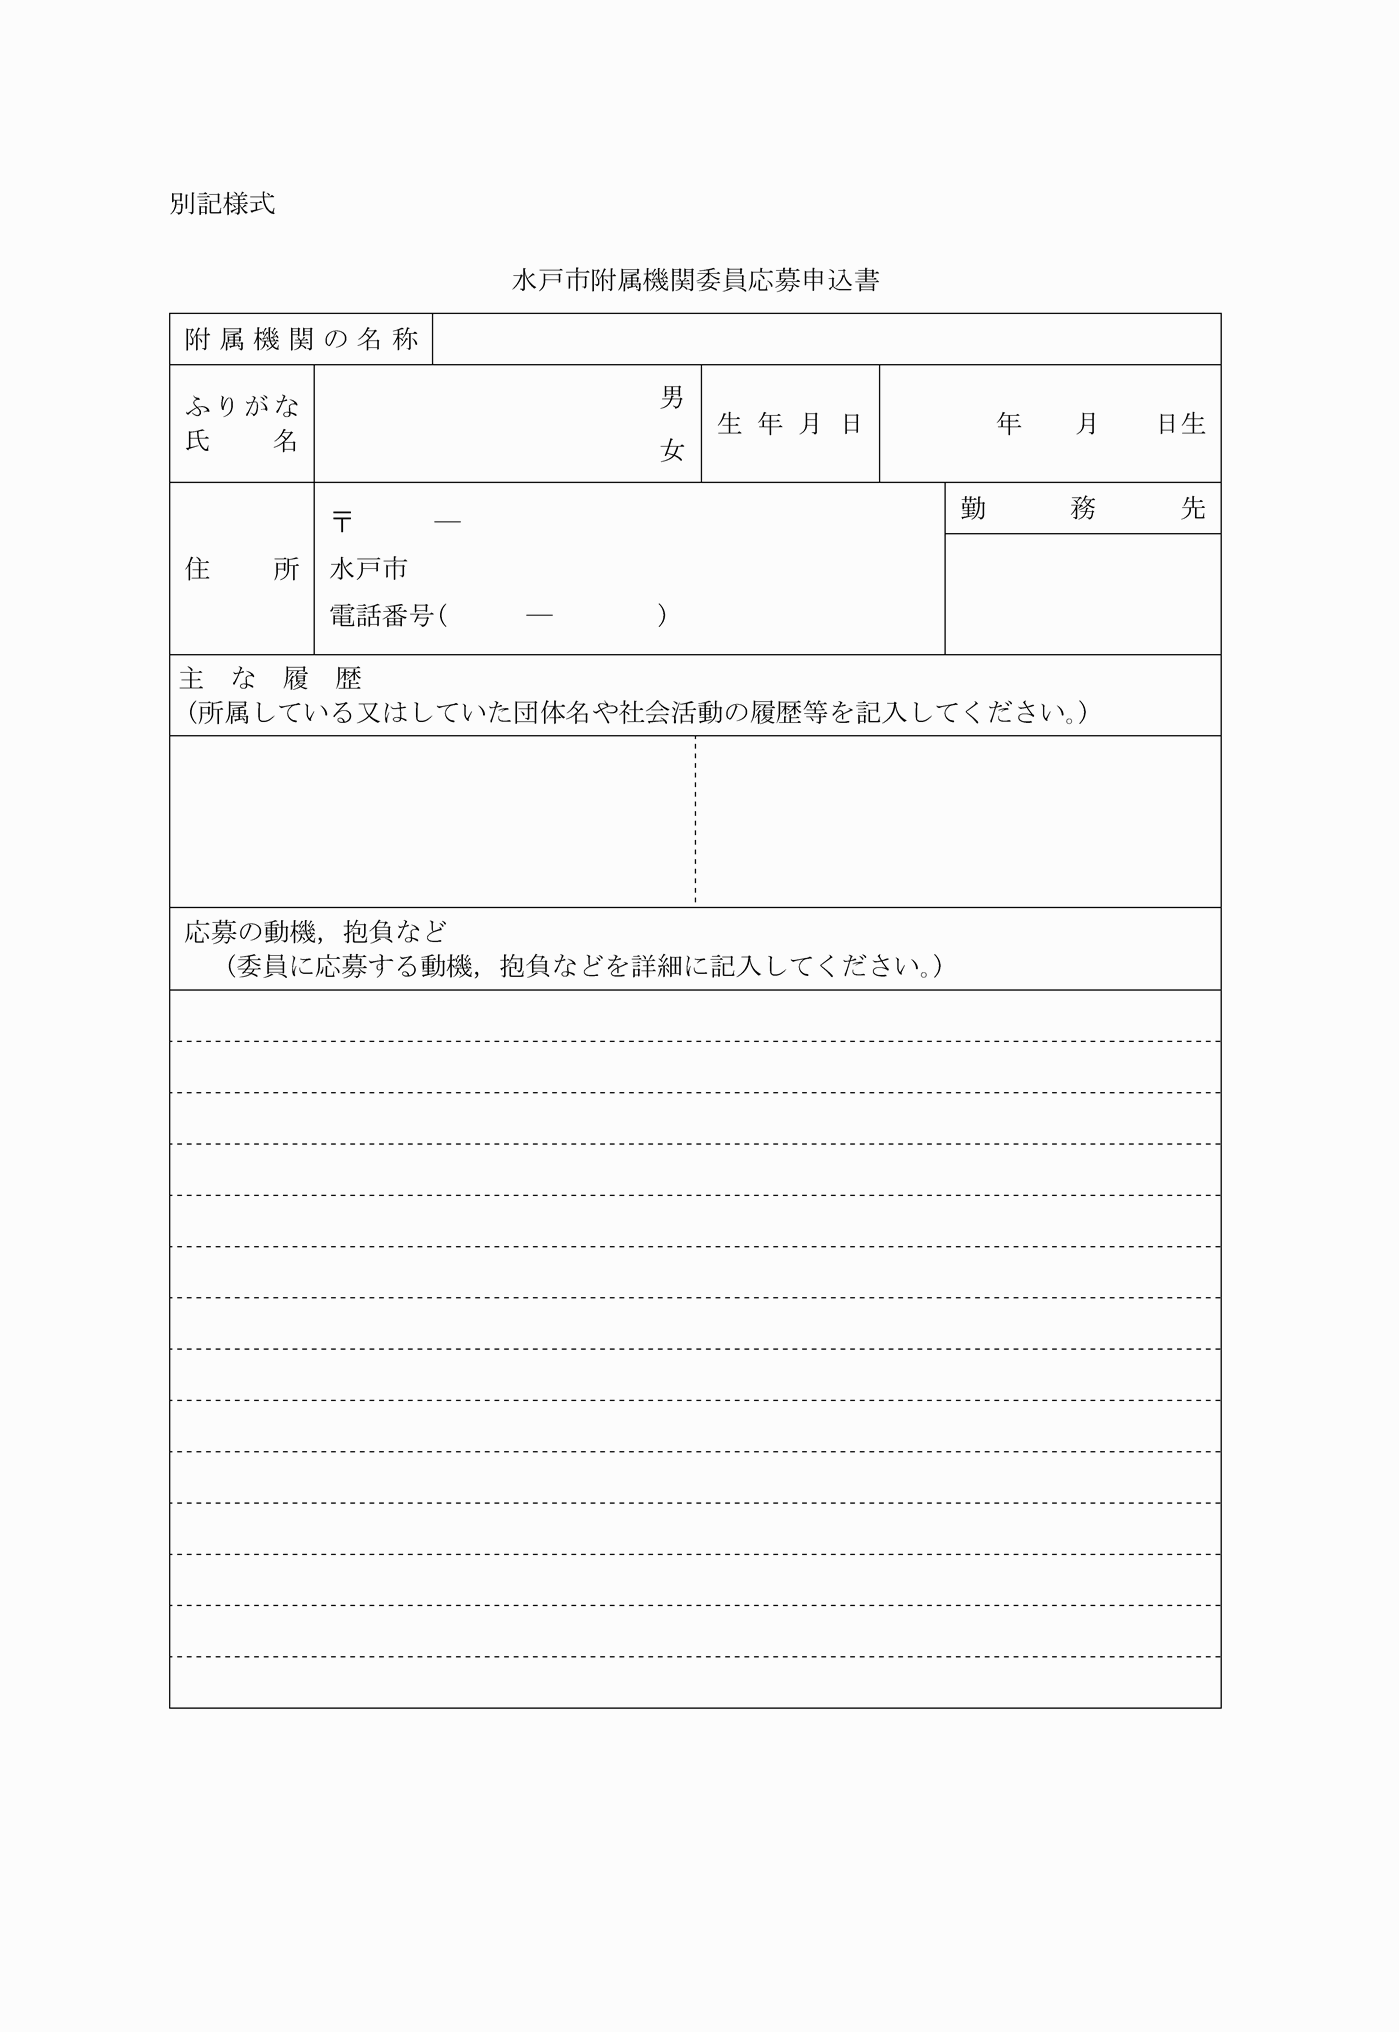 別記様式
水戸市附属機関委員応募申込書
附属機関の名称
ふりがな
氏名
男
女
生年月日
年 月 日生
住所
〒 ―
水戸市
電話番号( ― )
勤務先
主な履歴
(所属している又はしていた団体名や社会活動の履歴等を記入してください。)
応募の動機，抱負など
(委員に応募する動機，抱負などを詳細に記入してください。)